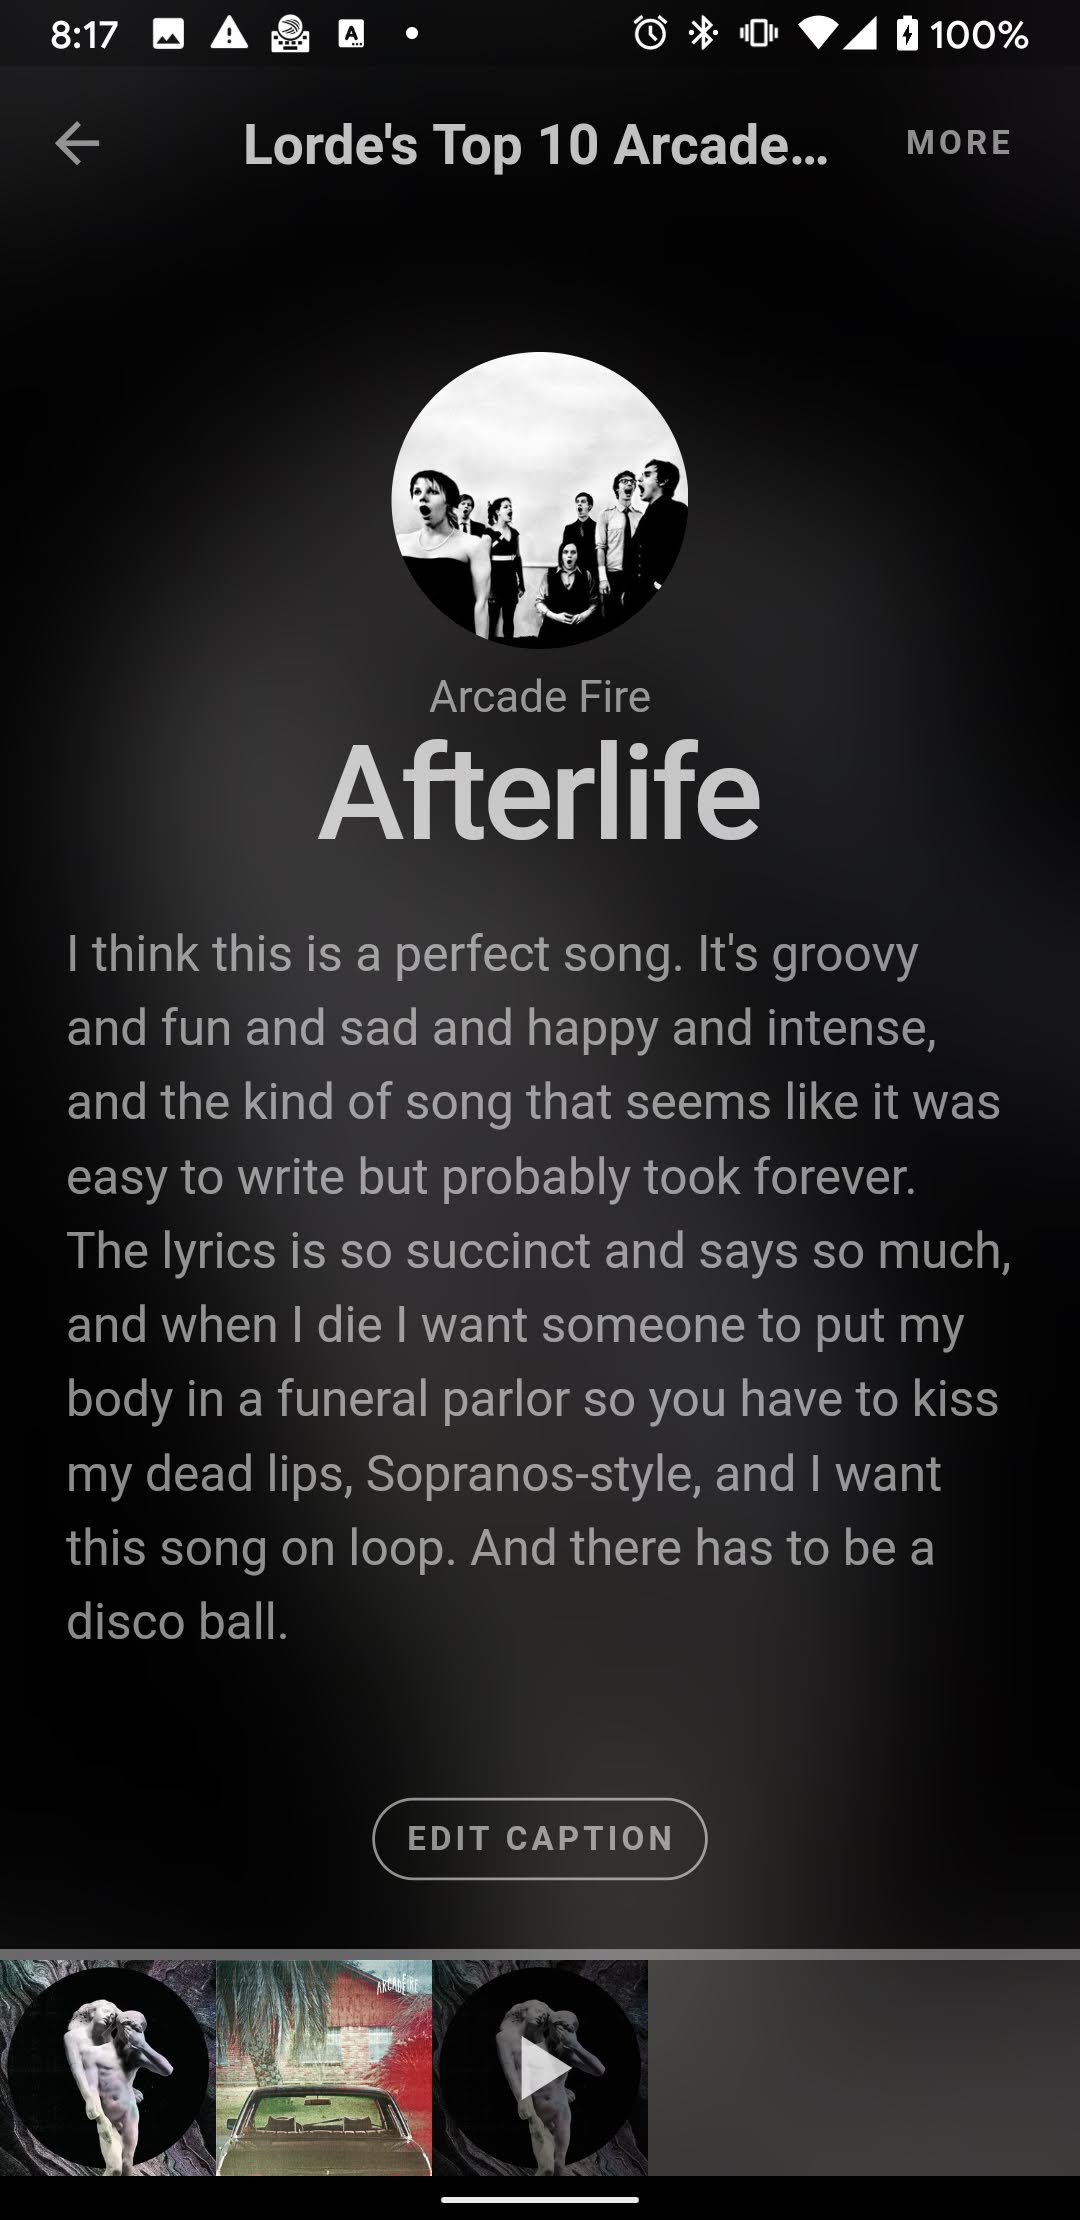 8:17
A
100%
Lorde's Top 10 Arcade...
MORE
Arcade Fire
Afterlife
I think this is a perfect song. It's groovy
and fun and sad and happy and intense,
and the kind of song that seems like it was
easy to write but probably took forever.
The lyrics is so succinct and says so much,
and when I die I want someone to put my
body in a funeral parlor so you have to kiss
my dead lips, Sopranos-style, and I want
this song on loop. And there has to be a
disco ball.
EDIT CAPTION
ARCADE FIRE